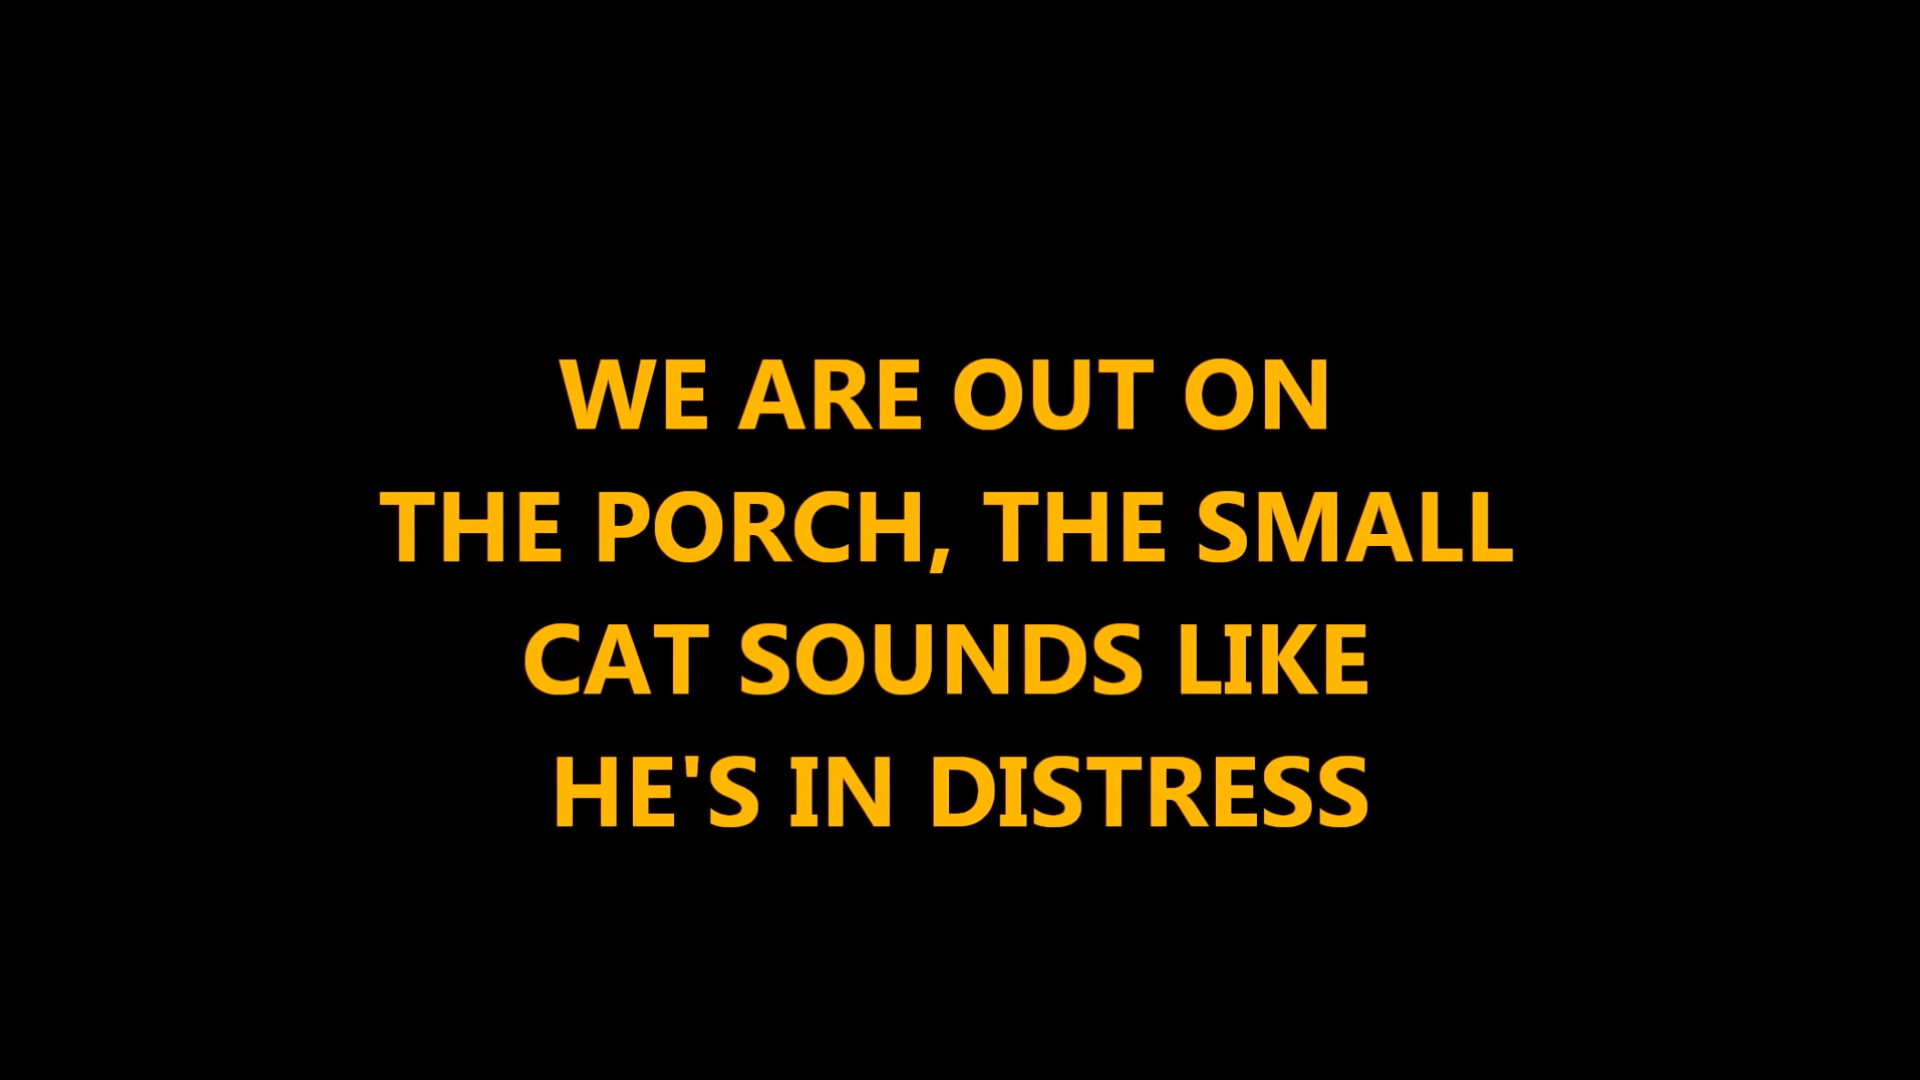 WE ARE OUT ON
THE PORCH, THE SMALL
CAT SOUNDS LIKE
HE'S IN DISTRESS